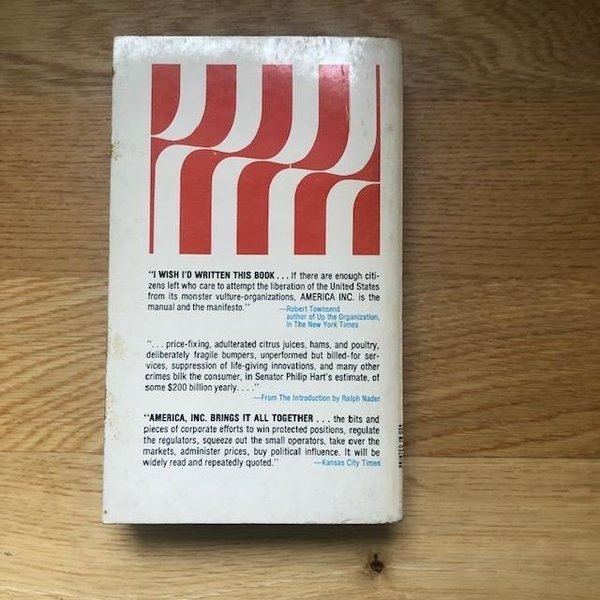 "I WISH I'D WRITTEN THIS BOOK ... If there are enough citi-
zens left who care to attempt the liberation of the United States
from its monster vulture-organizations, AMERICA INC. is the
manual and the manifesto."
—Robert Townsend
author of Up the Organization,
in The New York Times
"... price-fixing, adulterated citrus juices, hams, and poultry,
deliberately fragile bumpers, unperformed but billed-for ser-
vices, suppression of life-giving innovations, and many other
crimes bilk the consumer, in Senator Philip Hart's estimate, of
some $200 billion yearly...."
—From The Introduction by Ralph Nader
"AMERICA, INC. BRINGS IT ALL TOGETHER ... the bits and
pieces of corporate efforts to win protected positions, regulate
the regulators, squeeze out the small operators, take over the
markets, administer prices, buy political influence. It will be
widely read and repeatedly quoted."
—Kansas City Times
PRINTED IN USA